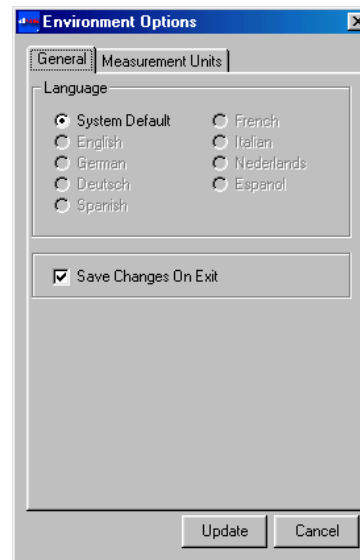 Environment Options
General Measurement Units
Language
System Default French
English Italian
German Nederlands
Deutsch Espanol
Spanish
Save Changes On Exit
Update Cancel